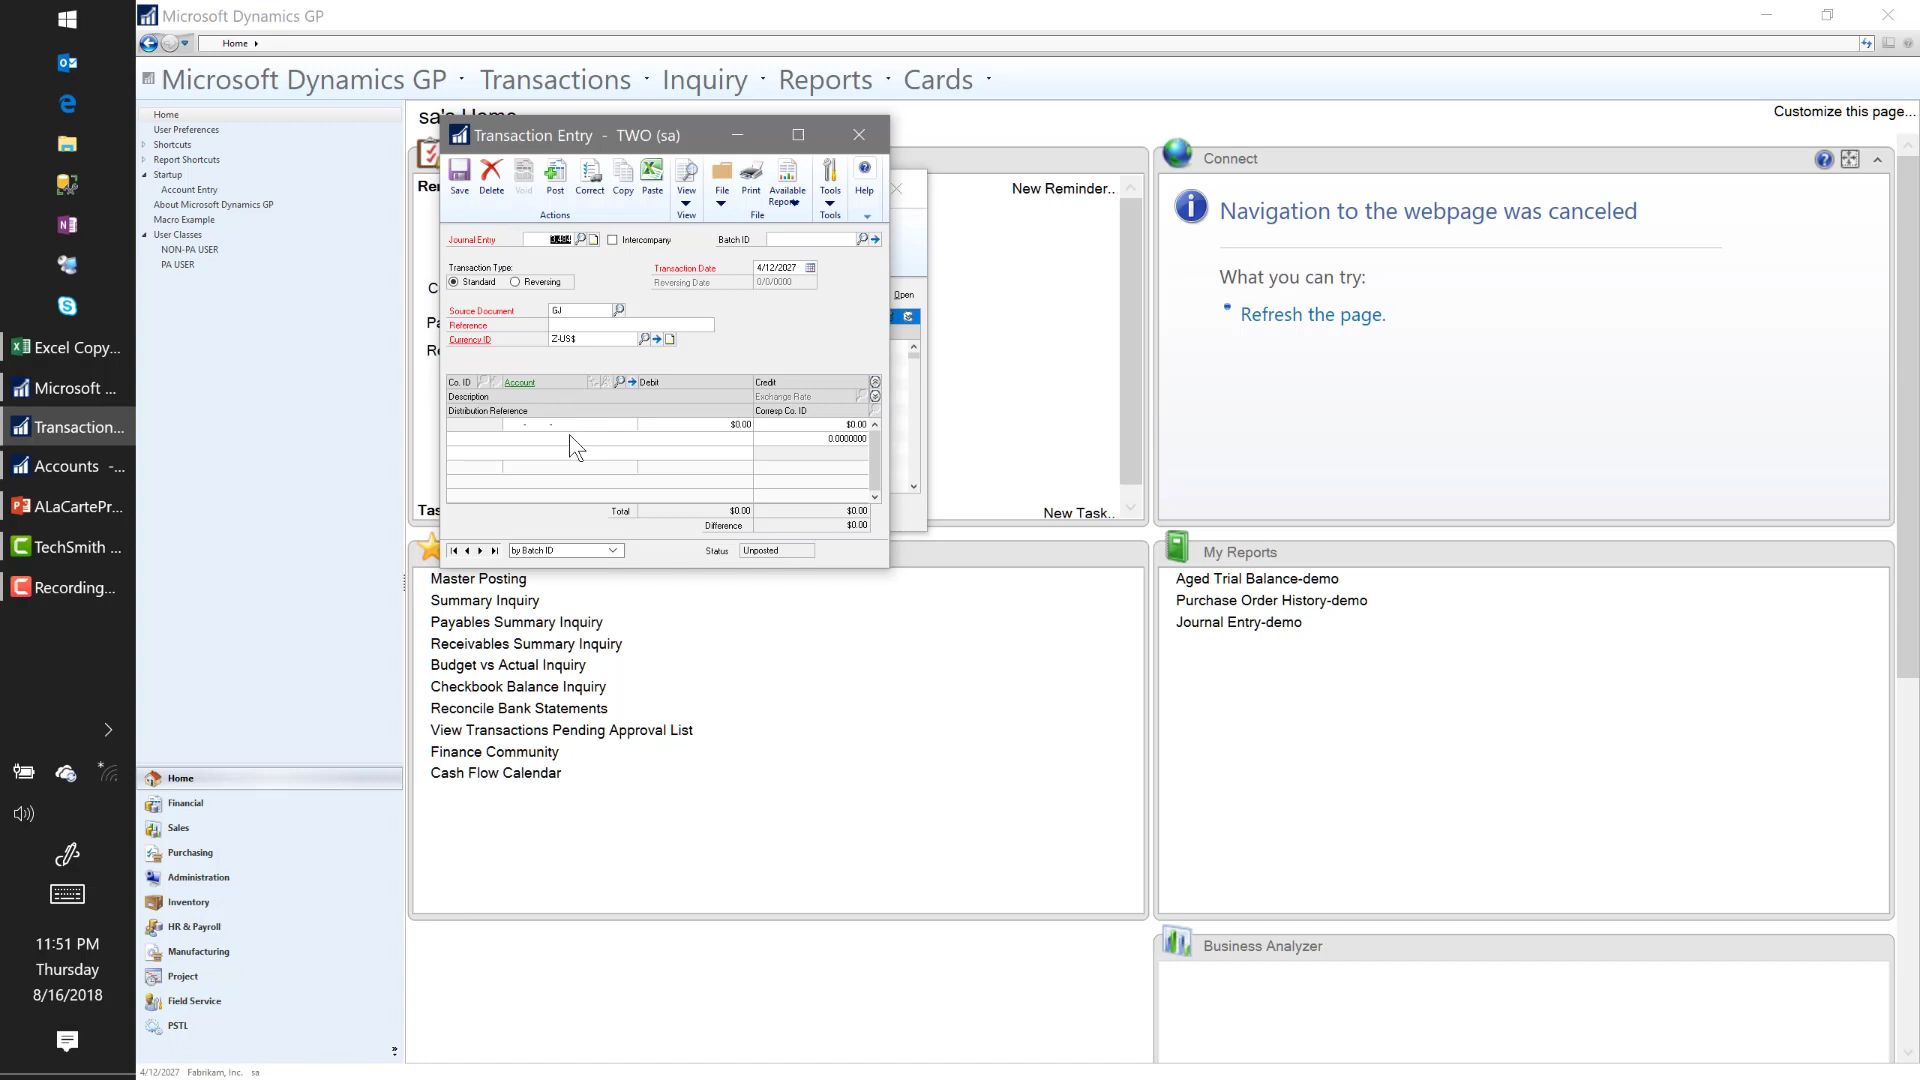 Microsoft Dynamics GP
Home
Microsoft Dynamics GP
Transactions
Inquiry
Reports
Cards
Home
User Preferences
Shortcuts
Report Shortcuts
Startup
Account Entry
About Microsoft Dynamics GP
Macro Example
User Classes
NON-PA USER
PA USER
Customize this page...
Transaction Entry - TWO (sa)
Save
Delete
Void
Post
Correct
Copy
Paste
View
File
Print
Available Reports
Tools
Help
Actions
View
File
Tools
Journal Entry 3,484
Intercompany
Batch ID
Transaction Type:
Standard
Reversing
Transaction Date 4/12/2027
Reversing Date 0/0/0000
Source Document GJ
Reference
Currency ID Z-US$
Co. ID Account Debit Credit
Description Exchange Rate
Distribution Reference Corresp Co. ID
- - $0.00 $0.00
0.0000000
Total $0.00 $0.00
Difference $0.00
by Batch ID
Status Unposted
Open
New Reminder..
New Task..
Connect
Navigation to the webpage was canceled
What you can try:
Refresh the page.
Master Posting
Summary Inquiry
Payables Summary Inquiry
Receivables Summary Inquiry
Budget vs Actual Inquiry
Checkbook Balance Inquiry
Reconcile Bank Statements
View Transactions Pending Approval List
Finance Community
Cash Flow Calendar
My Reports
Aged Trial Balance-demo
Purchase Order History-demo
Journal Entry-demo
Business Analyzer
Excel Copy...
Microsoft ...
Transaction...
Accounts -...
ALaCartePr...
TechSmith ...
Recording...
11:51 PM
Thursday
8/16/2018
Home
Financial
Sales
Purchasing
Administration
Inventory
HR & Payroll
Manufacturing
Project
Field Service
PSTL
4/12/2027 Fabrikam, Inc. sa